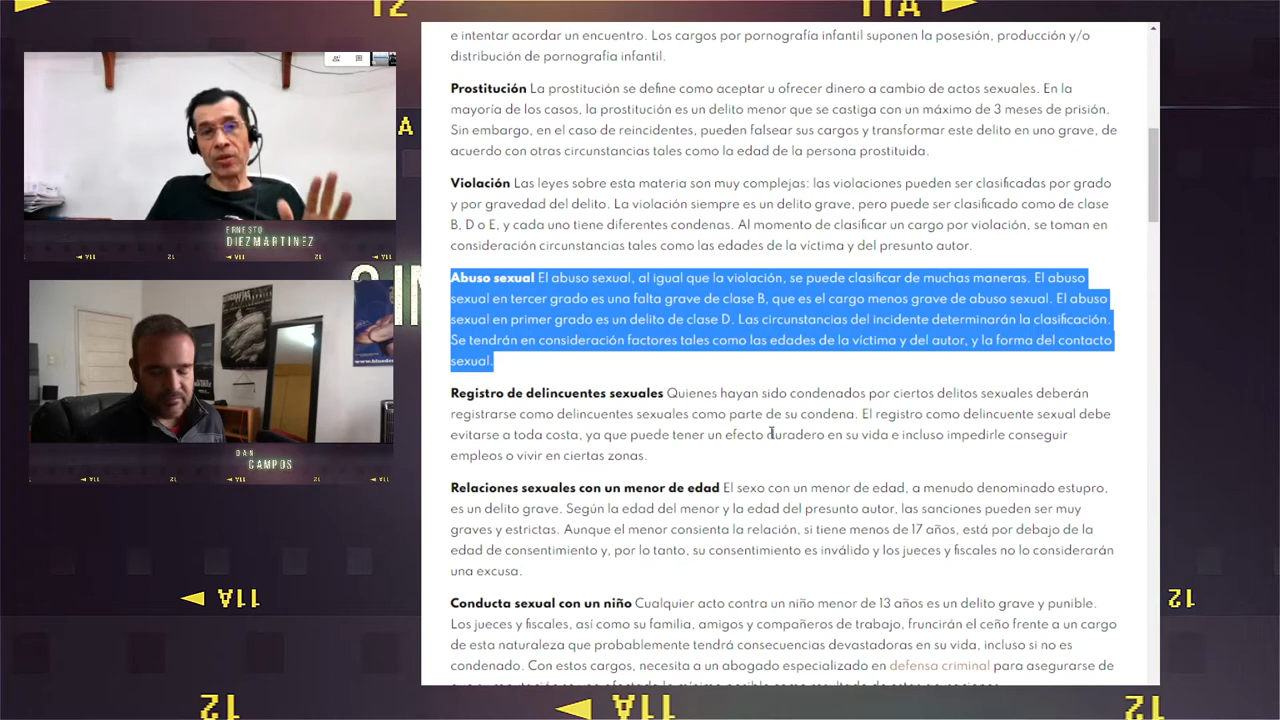 12
11A
e intentar acordar un encuentro. Los cargos por pornografía infantil suponen la posesión, producción y/o
distribución de pornografía infantil.
Prostitución La prostitución se define como aceptar u ofrecer dinero a cambio de actos sexuales. En la
mayoría de los casos, la prostitución es un delito menor que se castiga con un máximo de 3 meses de prisión.
Sin embargo, en el caso de reincidentes, pueden falsear sus cargos y transformar este delito en uno grave, de
acuerdo con otras circunstancias tales como la edad de la persona prostituida.
Violación Las leyes sobre esta materia son muy complejas: las violaciones pueden ser clasificadas por grado
y por gravedad del delito. La violación siempre es un delito grave, pero puede ser clasificado como de clase
B, D o E, y cada uno tiene diferentes condenas. Al momento de clasificar un cargo por violación, se toman en
consideración circunstancias tales como las edades de la víctima y del presunto autor.
Abuso sexual El abuso sexual, al igual que la violación, se puede clasificar de muchas maneras. El abuso
sexual en tercer grado es una falta grave de clase B, que es el cargo menos grave de abuso sexual. El abuso
sexual en primer grado es un delito de clase D. Las circunstancias del incidente determinarán la clasificación.
Se tendrán en consideración factores tales como las edades de la víctima y del autor, y la forma del contacto
sexual.
Registro de delincuentes sexuales Quienes hayan sido condenados por ciertos delitos sexuales deberán
registrarse como delincuentes sexuales como parte de su condena. El registro como delincuente sexual debe
evitarse a toda costa, ya que puede tener un efecto duradero en su vida e incluso impedirle conseguir
empleos o vivir en ciertas zonas.
Relaciones sexuales con un menor de edad El sexo con un menor de edad, a menudo denominado estupro,
es un delito grave. Según la edad del menor y la edad del presunto autor, las sanciones pueden ser muy
graves y estrictas. Aunque el menor consienta la relación, si tiene menos de 17 años, está por debajo de la
edad de consentimiento y, por lo tanto, su consentimiento es inválido y los jueces y fiscales no lo considerarán
una excusa.
Conducta sexual con un niño Cualquier acto contra un niño menor de 13 años es un delito grave y punible.
Los jueces y fiscales, así como su familia, amigos y compañeros de trabajo, fruncirán el ceño frente a un cargo
de esta naturaleza que probablemente tendrá consecuencias devastadoras en su vida, incluso si no es
condenado. Con estos cargos, necesita a un abogado especializado en defensa criminal para asegurarse de
A
ERNESTO
DIEZMARTINEZ
DAN
CAMPOS
11A
12
12
11A
12